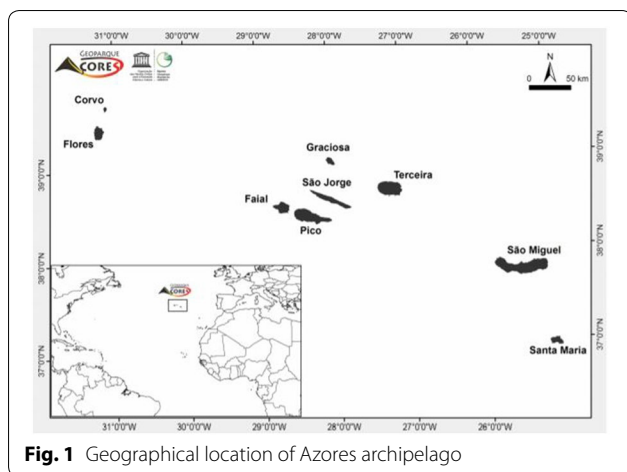 31°0'0"W 30°0'0"W 29°0'0"W 28°0'0"W 27°0'0"W 26°0'0"W 25°0'0"W
GEOPARQUE
AÇORES
N
0 50 km
Corvo
Flores
Graciosa
São Jorge
Terceira
Faial
Pico
São Miguel
Santa Maria
39°0'0"N
38°0'0"N
37°0'0"N
39°0'0"N
38°0'0"N
37°0'0"N
31°0'0"W 30°0'0"W 29°0'0"W 28°0'0"W 27°0'0"W 26°0'0"W
Fig. 1 Geographical location of Azores archipelago